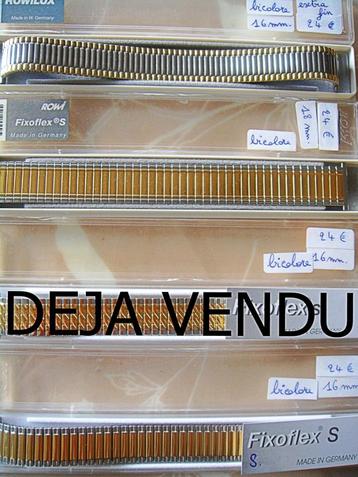 ROWILUX
Made in W. Germany
bicolore
16 mm.
extra
fin
24 €
ROWI
Fixoflex® S
Made in Germany
bicolore
18 mm.
24 €
24 €
bicolore
16 mm.
DEJA VENDU
Fixoflex S
GERMANY
24 €
bicolore
16 mm
Fixoflex® S
S.
MADE IN GERMANY